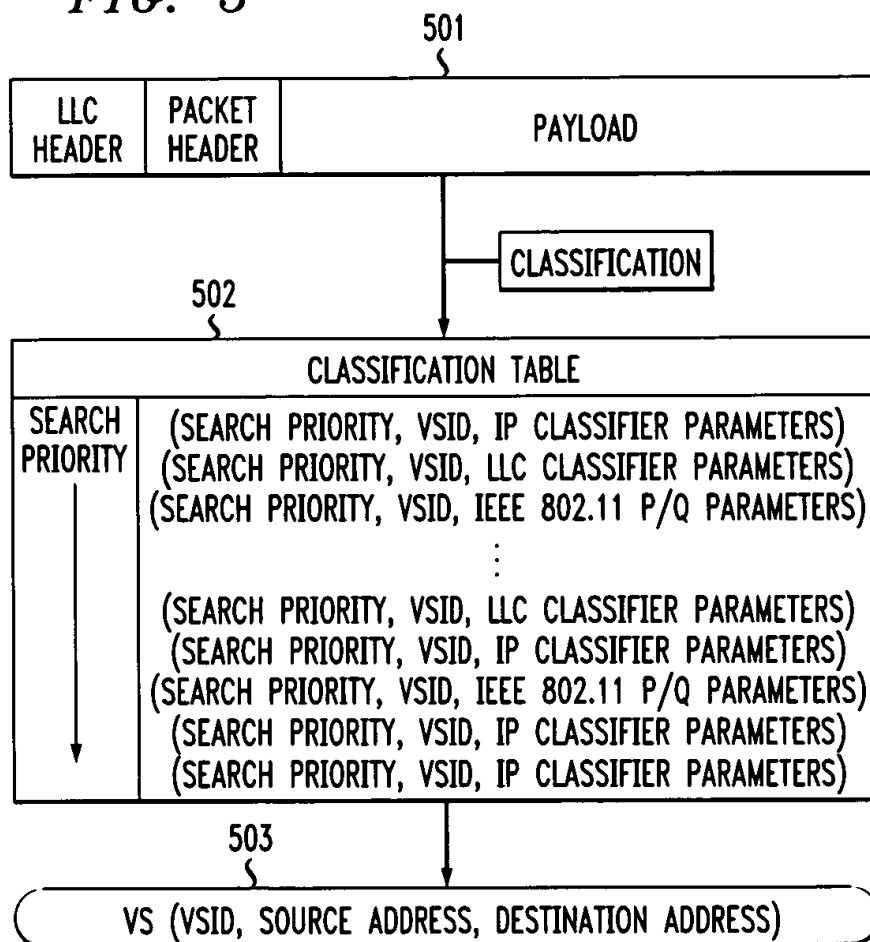 FIG. 5
501
LLC HEADER
PACKET HEADER
PAYLOAD
CLASSIFICATION
502
CLASSIFICATION TABLE
SEARCH PRIORITY
(SEARCH PRIORITY, VSID, IP CLASSIFIER PARAMETERS)
(SEARCH PRIORITY, VSID, LLC CLASSIFIER PARAMETERS)
(SEARCH PRIORITY, VSID, IEEE 802.11 P/Q PARAMETERS)
⋮
(SEARCH PRIORITY, VSID, LLC CLASSIFIER PARAMETERS)
(SEARCH PRIORITY, VSID, IP CLASSIFIER PARAMETERS)
(SEARCH PRIORITY, VSID, IEEE 802.11 P/Q PARAMETERS)
(SEARCH PRIORITY, VSID, IP CLASSIFIER PARAMETERS)
(SEARCH PRIORITY, VSID, IP CLASSIFIER PARAMETERS)
503
VS (VSID, SOURCE ADDRESS, DESTINATION ADDRESS)